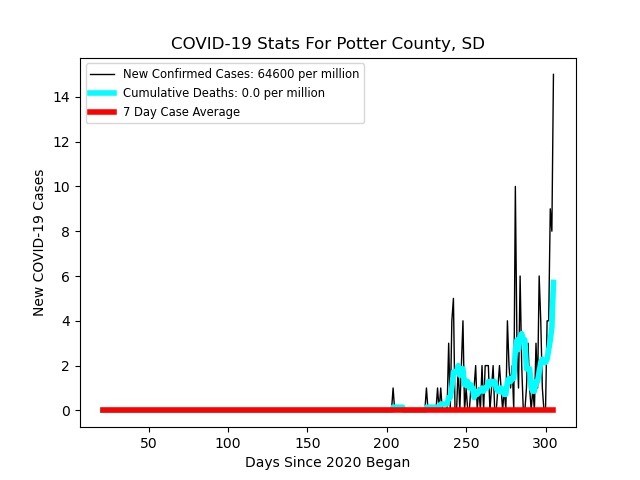 COVID-19 Stats For Potter County, SD
New Confirmed Cases: 64600 per million
Cumulative Deaths: 0.0 per million
7 Day Case Average
New COVID-19 Cases
14
12
10
8
6
4
2
0
50 100 150 200 250 300
Days Since 2020 Began